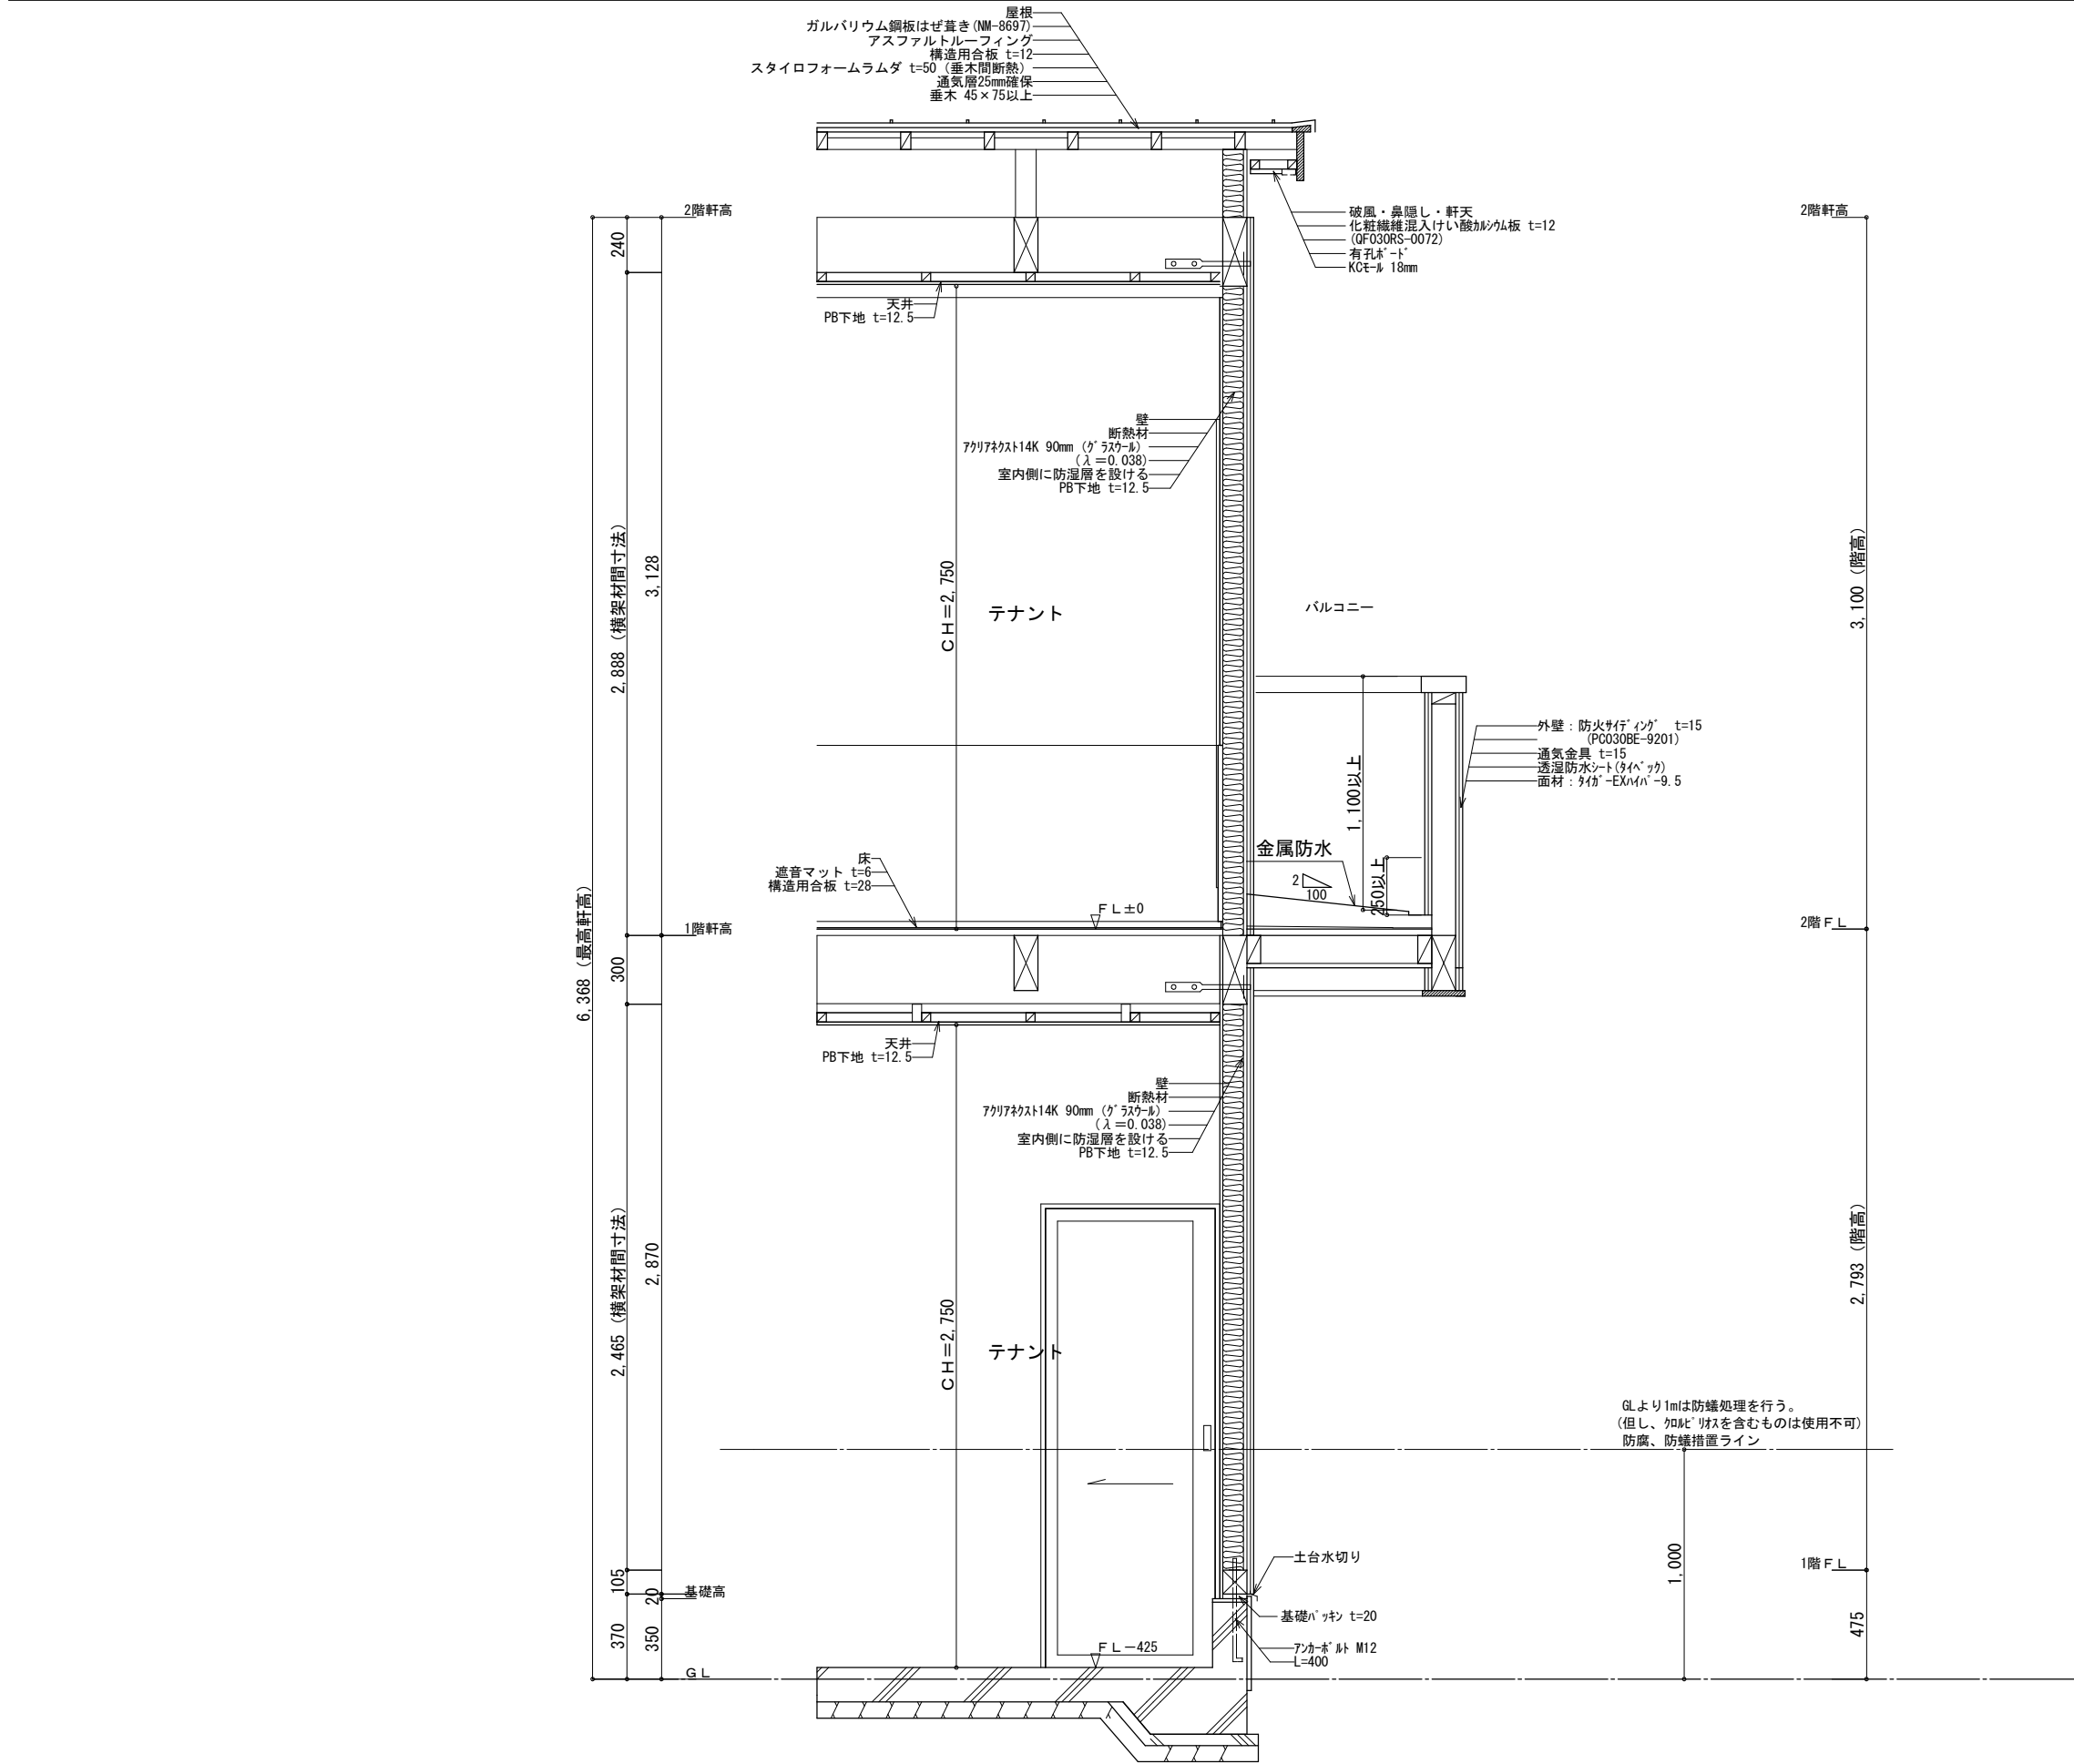 屋根
ガルバリウム鋼板はぜ葺き(NM-8697)
アスファルトルーフィング
構造用合板 t=12
スタイロフォームラムダ t=50 (垂木間断熱)
通気層25mm確保
垂木 45×75以上
2階軒高
2階軒高
破風・鼻隠し・軒天
化粧繊維混入けい酸カルシウム板 t=12
(QF030RS-0072)
有孔ボード
KCモール 18mm
240
天井
PB下地 t=12.5
壁
断熱材
アクリアネクスト14K 90mm (グラスウール)
(λ=0.038)
室内側に防湿層を設ける
PB下地 t=12.5
2,888 (横架材間寸法)
3,128
CH=2,750
テナント
バルコニー
3,100 (階高)
外壁:防火サイディング t=15
(PC030BE-9201)
通気金具 t=15
透湿防水シート(タイベック)
面材:タイガーEXハイパー9.5
1,100以上
金属防水
2
100
250以上
床
遮音マット t=6
構造用合板 t=28
FL±0
1階軒高
2階FL
6,368 (最高軒高)
300
天井
PB下地 t=12.5
壁
断熱材
アクリアネクスト14K 90mm (グラスウール)
(λ=0.038)
室内側に防湿層を設ける
PB下地 t=12.5
2,465 (横架材間寸法)
2,870
CH=2,750
テナント
2,793 (階高)
GLより1mは防蟻処理を行う。
(但し、クロルピリオスを含むものは使用不可)
防腐、防蟻措置ライン
1,000
土台水切り
1階FL
105
20
基礎高
基礎パッキン t=20
370
350
FL-425
アンカーボルト M12
L=400
475
GL